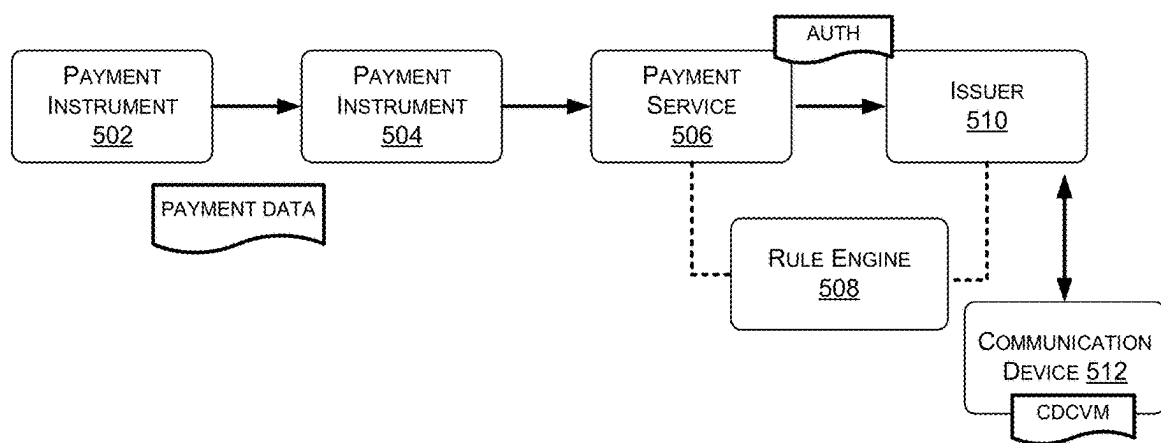 AUTH
PAYMENT
INSTRUMENT
502
PAYMENT
INSTRUMENT
504
PAYMENT
SERVICE
506
ISSUER
510
PAYMENT DATA
RULE ENGINE
508
COMMUNICATION
DEVICE 512
CDCVM